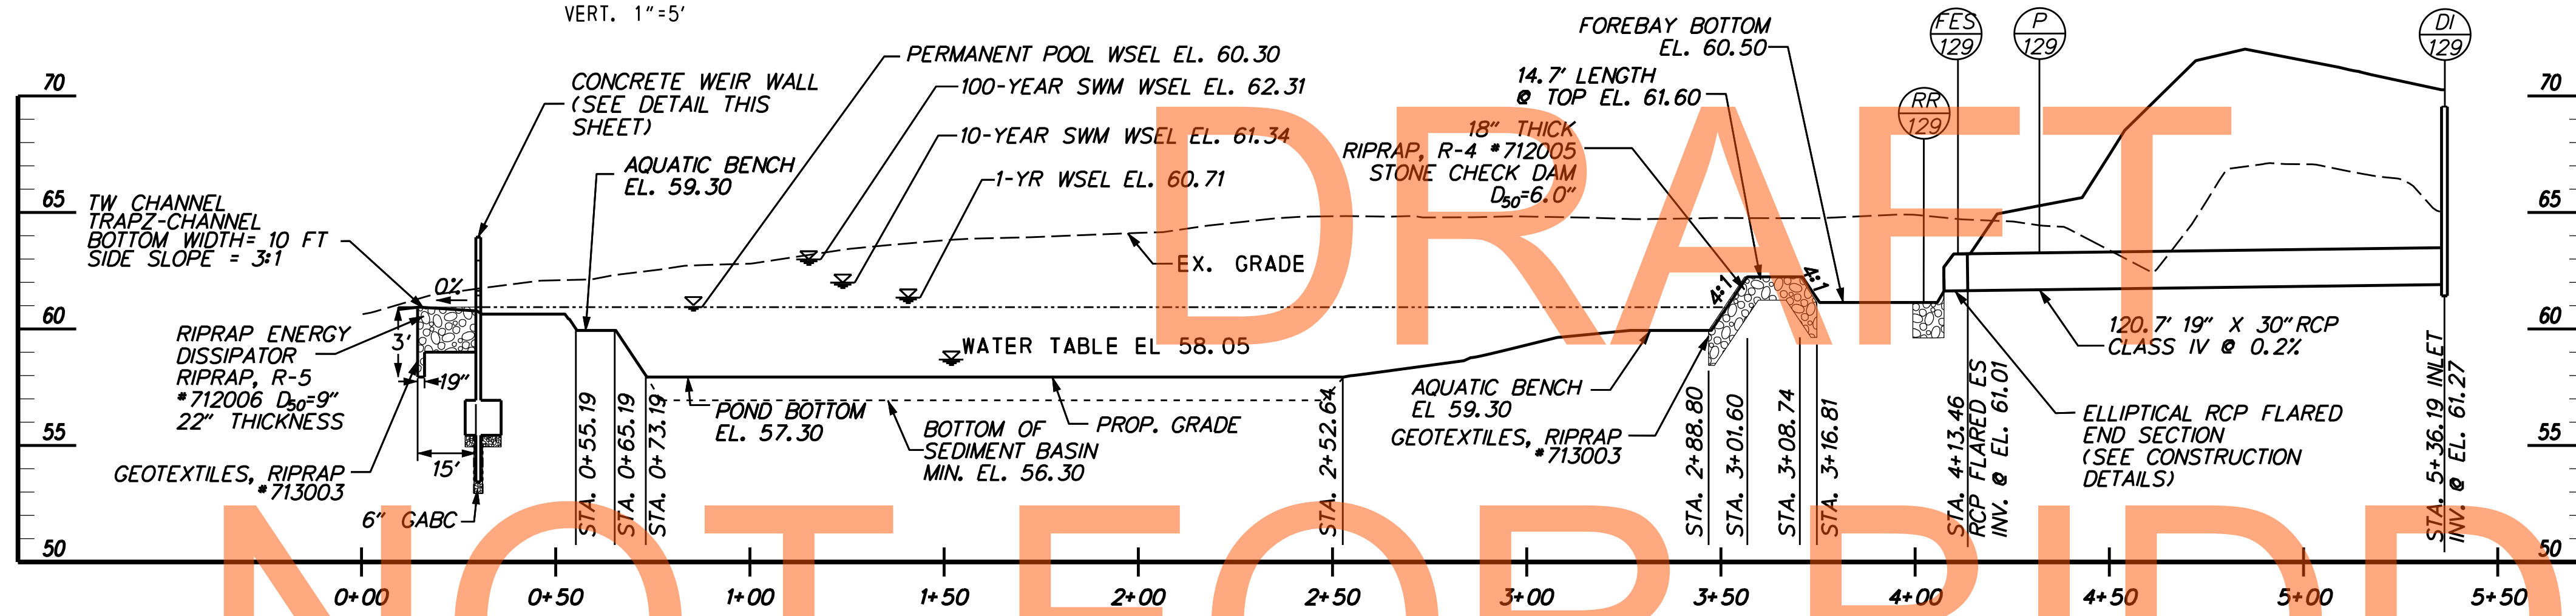 VERT. 1"=5'
PERMANENT POOL WSEL EL. 60.30
100-YEAR SWM WSEL EL. 62.31
10-YEAR SWM WSEL EL. 61.34
1-YR WSEL EL. 60.71
CONCRETE WEIR WALL
(SEE DETAIL THIS
SHEET)
AQUATIC BENCH
EL. 59.30
TW CHANNEL
TRAPZ-CHANNEL
BOTTOM WIDTH= 10 FT
SIDE SLOPE = 3:1
0%
RIPRAP ENERGY
DISSIPATOR
RIPRAP, R-5
#712006 D50=9"
22" THICKNESS
3'
19"
15'
GEOTEXTILES, RIPRAP
#713003
6" GABC
STA. 0+55.19
STA. 0+65.19
STA. 0+73.19
POND BOTTOM
EL. 57.30
WATER TABLE EL 58.05
BOTTOM OF
SEDIMENT BASIN
MIN. EL. 56.30
PROP. GRADE
EX. GRADE
STA. 2+52.64
FOREBAY BOTTOM
EL. 60.50
14.7' LENGTH
@ TOP EL. 61.60
18" THICK
RIPRAP, R-4 #712005
STONE CHECK DAM
D50=6.0"
4:1
4:1
AQUATIC BENCH
EL 59.30
GEOTEXTILES, RIPRAP
#713003
STA. 2+88.80
STA. 3+01.60
STA. 3+08.74
STA. 3+16.81
RR
129
FES
129
P
129
DI
129
120.7' 19" X 30" RCP
CLASS IV @ 0.2%
ELLIPTICAL RCP FLARED
END SECTION
(SEE CONSTRUCTION
DETAILS)
STA. 4+13.46
RCP FLARED ES
INV. @ EL. 61.01
STA. 5+36.19 INLET
INV. @ EL. 61.27
70
65
60
55
50
70
65
60
55
50
0+00
0+50
1+00
1+50
2+00
2+50
3+00
3+50
4+00
4+50
5+00
5+50
DRAFT
NOT FOR BIDD